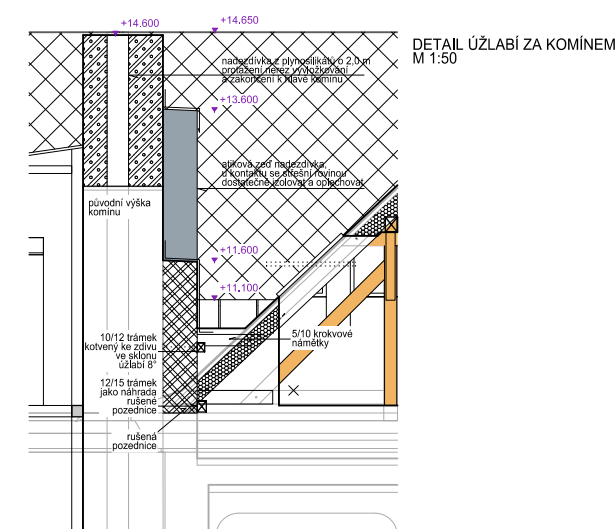 +14.600
+14.650
DETAIL ÚŽLABÍ ZA KOMÍNEM
M 1:50
nadezdívka z plynosilikátů o 2,0 m
protažení nerez vyvložkování
a zakončení k hlavě komínu
+13.600
atiková zeď nadezdívka,
u kontaktu se střešní rovinou
dostatečně izolovat a oplechovat
původní výška
komínu
+11.600
+11.100
10/12 trámek
kotvený ke zdivu
ve sklonu
úžlabí 8°
5/10 krokvové
námětky
12/15 trámek
jako náhrada
rušené
pozednice
rušená
pozednice